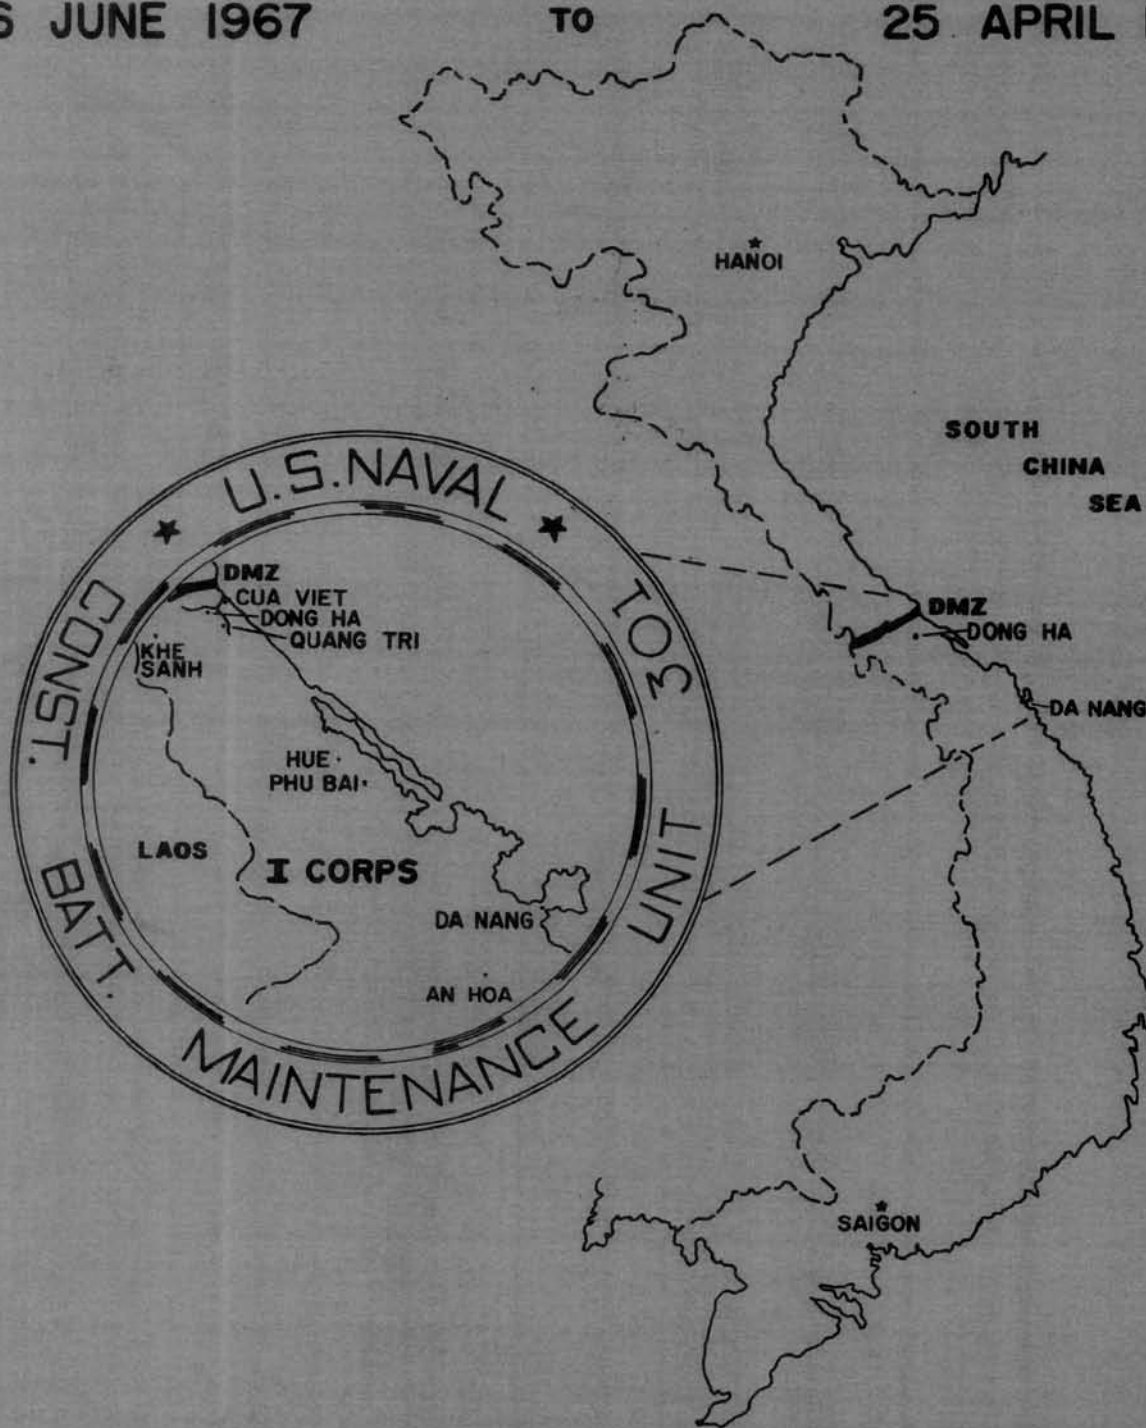 6 JUNE 1967 TO 25 APRIL
HANOI
SOUTH
CHINA
SEA
DMZ
DONG HA
DA NANG
SAIGON
U.S. NAVAL
CONST.
BATT.
MAINTENANCE
UNIT
301
DMZ
CUA VIET
DONG HA
QUANG TRI
KHE
SANH
HUE
PHU BAI
LAOS
I CORPS
DA NANG
AN HOA